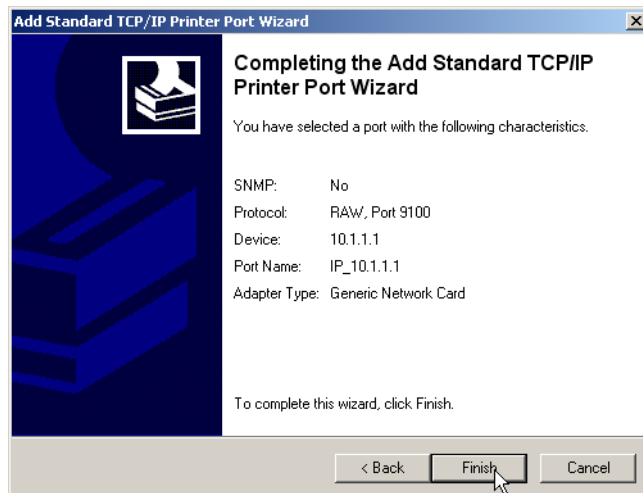 Add Standard TCP/IP Printer Port Wizard
Completing the Add Standard TCP/IP
Printer Port Wizard
You have selected a port with the following characteristics.
SNMP: No
Protocol: RAW, Port 9100
Device: 10.1.1.1
Port Name: IP_10.1.1.1
Adapter Type: Generic Network Card
To complete this wizard, click Finish.
< Back Finish Cancel